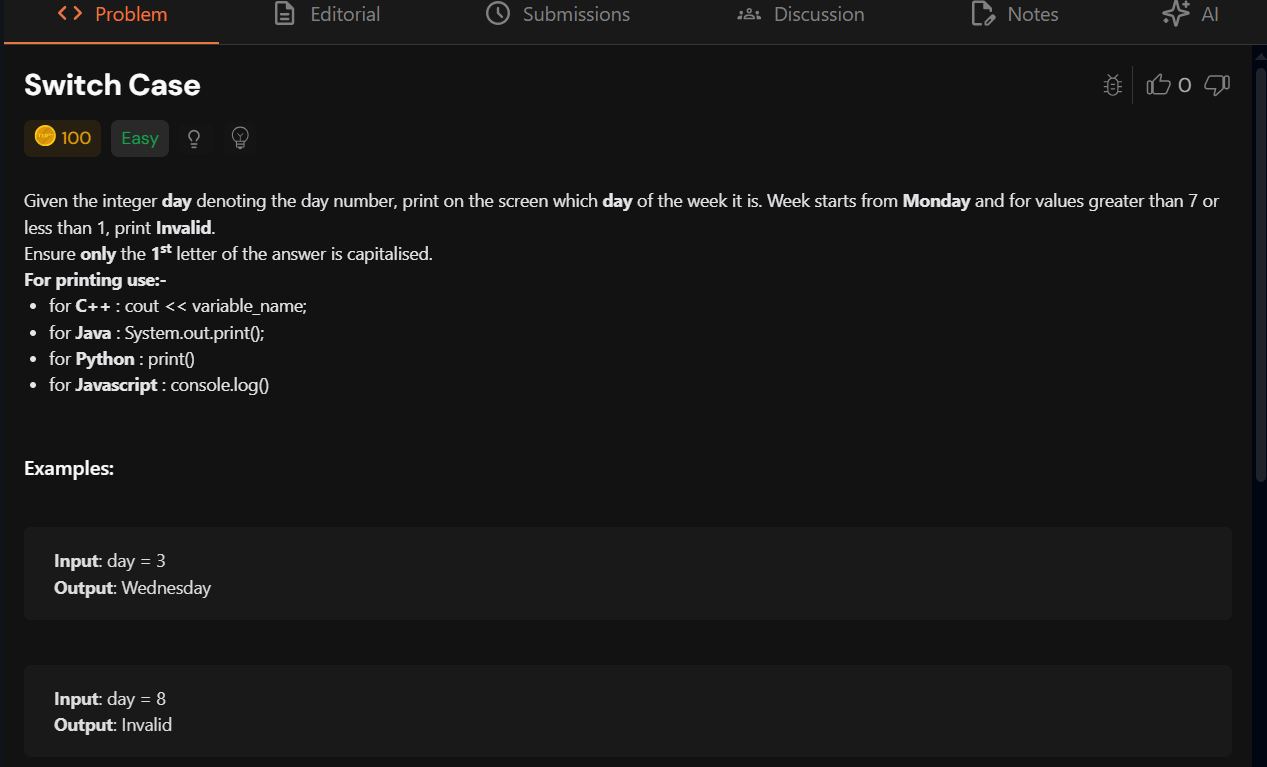 Problem Editorial Submissions Discussion Notes AI
Switch Case
0
100 Easy
Given the integer day denoting the day number, print on the screen which day of the week it is. Week starts from Monday and for values greater than 7 or
less than 1, print Invalid.
Ensure only the 1st letter of the answer is capitalised.
For printing use:-
• for C++ : cout << variable_name;
• for Java : System.out.print();
• for Python : print()
• for Javascript : console.log()
Examples:
Input: day = 3
Output: Wednesday
Input: day = 8
Output: Invalid